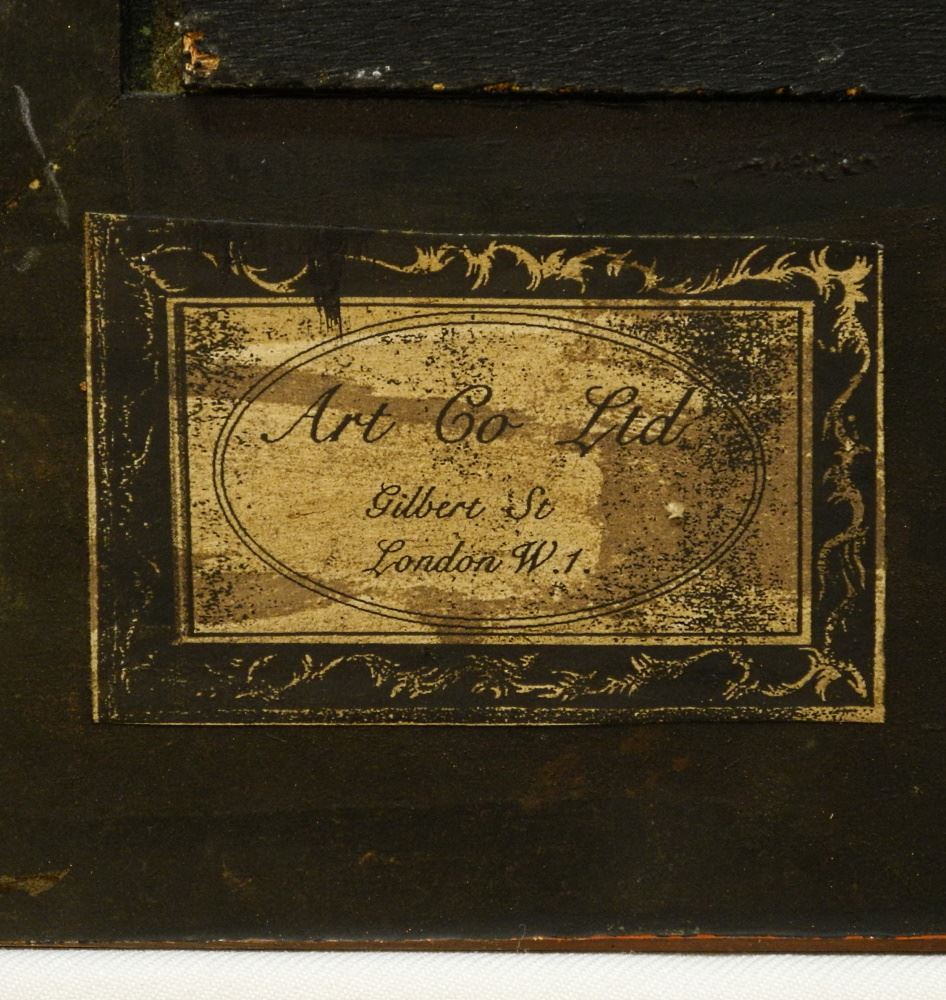 Art Co Ltd
Gilbert St
London W.1.